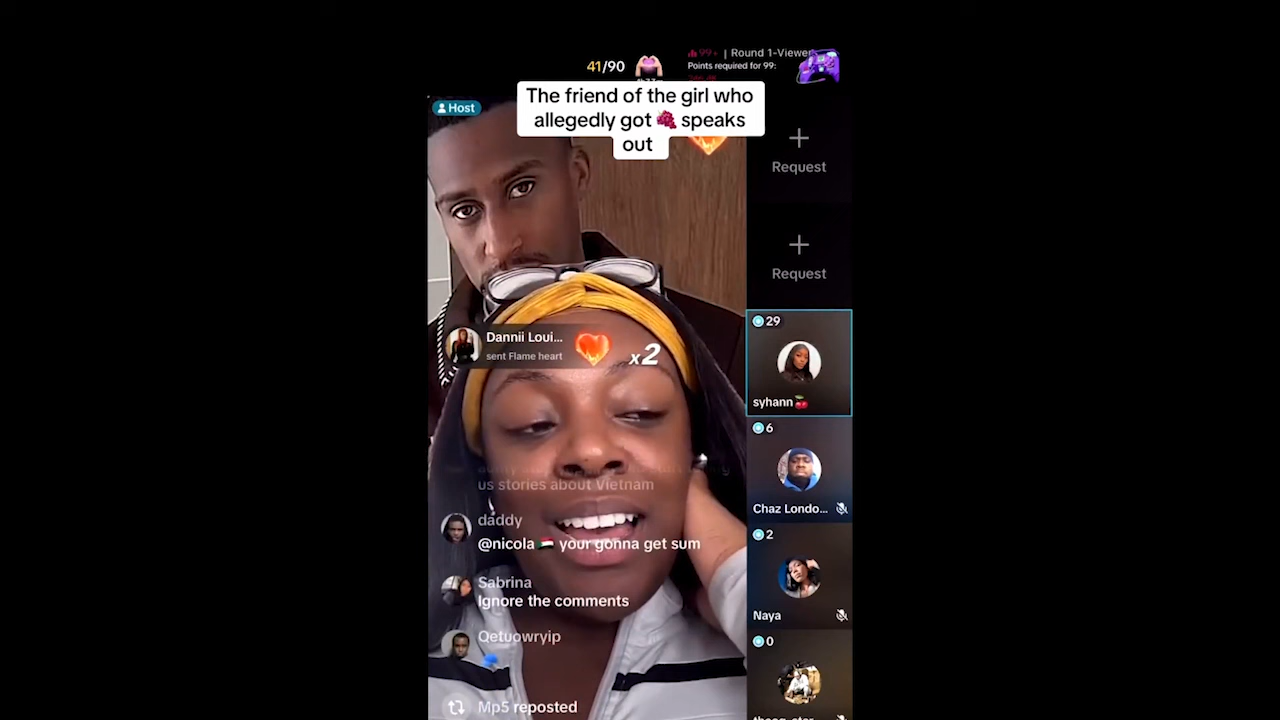 41/90
99+ | Round 1-Viewer
Points required for 99:
Host
The friend of the girl who
allegedly got 🍇 speaks
out
Request
Request
29
syhann🍒
Dannii Loui...
sent Flame heart
x2
6
Chaz Londo...
us stories about Vietnam
daddy
@nicola 🇸🇩 your gonna get sum
2
Naya
Sabrina
Ignore the comments
Qetuowryip
0
Mp5 reposted